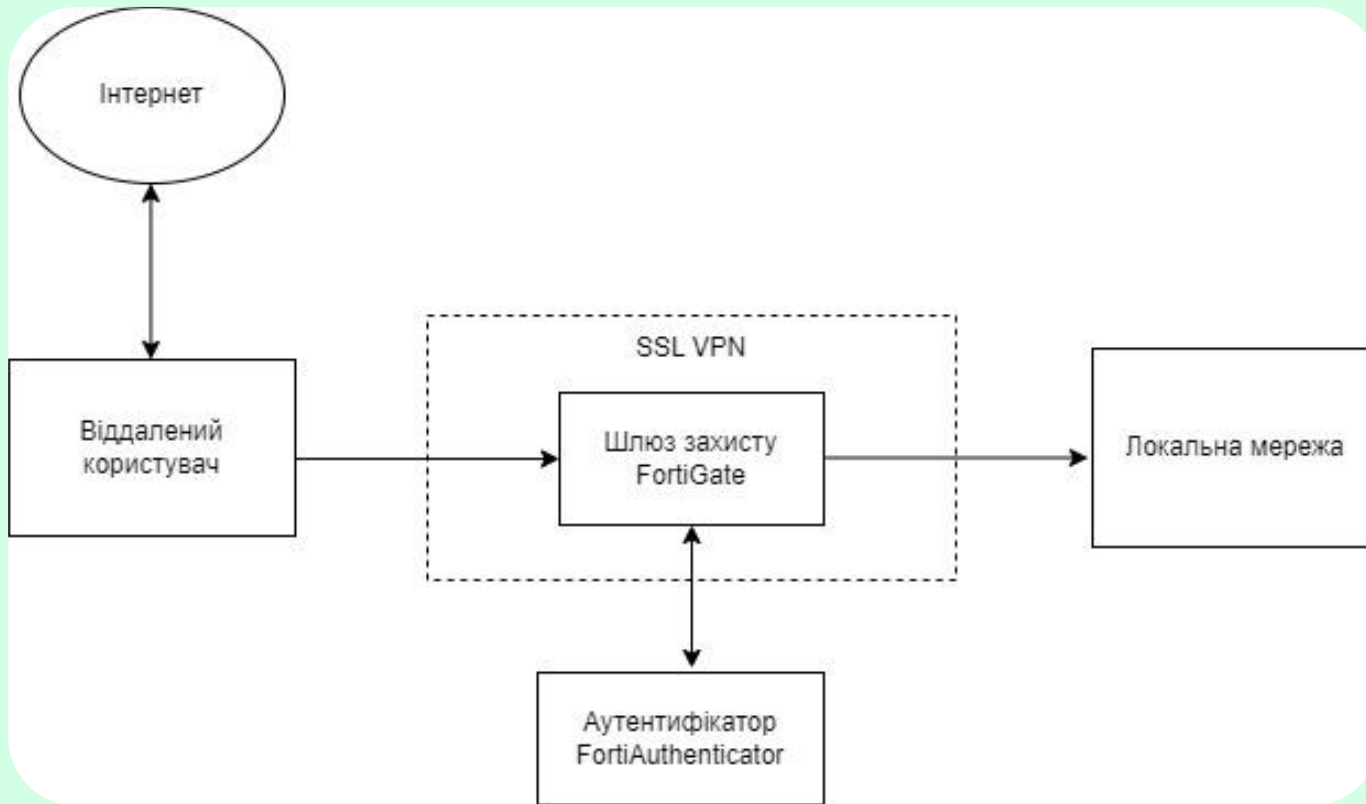 Інтернет
SSL VPN
Віддалений
користувач
Шлюз захисту
FortiGate
Локальна мережа
Аутентифікатор
FortiAuthenticator